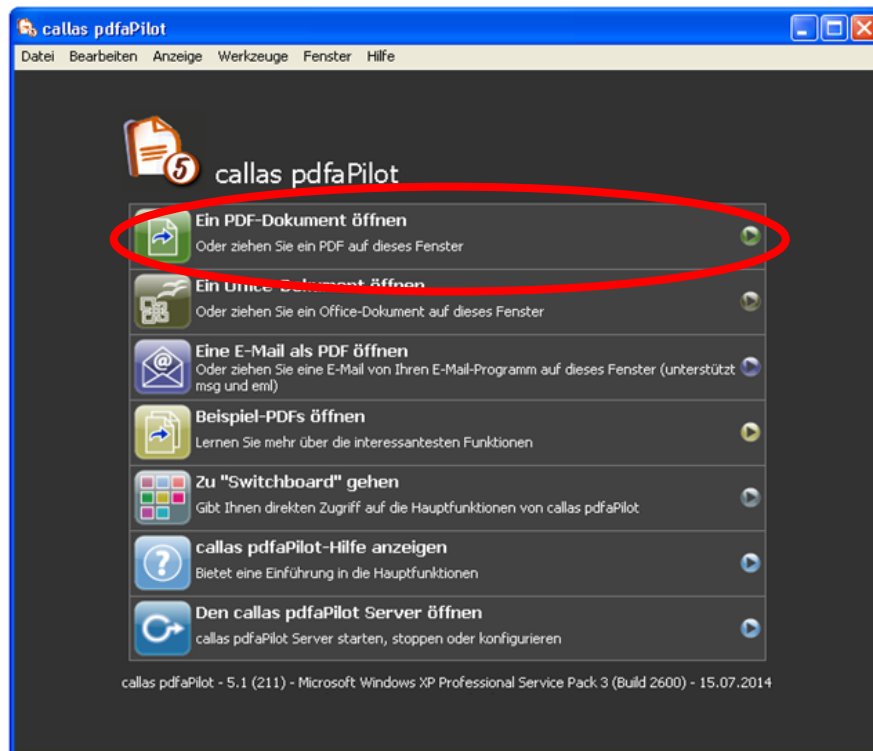 callas pdfaPilot
Datei Bearbeiten Anzeige Werkzeuge Fenster Hilfe
5
callas pdfaPilot
Ein PDF-Dokument öffnen
Oder ziehen Sie ein PDF auf dieses Fenster
Ein Office-Dokument öffnen
Oder ziehen Sie ein Office-Dokument auf dieses Fenster
Eine E-Mail als PDF öffnen
Oder ziehen Sie eine E-Mail von Ihren E-Mail-Programm auf dieses Fenster (unterstützt
msg und eml)
Beispiel-PDFs öffnen
Lernen Sie mehr über die interessantesten Funktionen
Zu "Switchboard" gehen
Gibt Ihnen direkten Zugriff auf die Hauptfunktionen von callas pdfaPilot
callas pdfaPilot-Hilfe anzeigen
Bietet eine Einführung in die Hauptfunktionen
Den callas pdfaPilot Server öffnen
callas pdfaPilot Server starten, stoppen oder konfigurieren
callas pdfaPilot - 5.1 (211) - Microsoft Windows XP Professional Service Pack 3 (Build 2600) - 15.07.2014